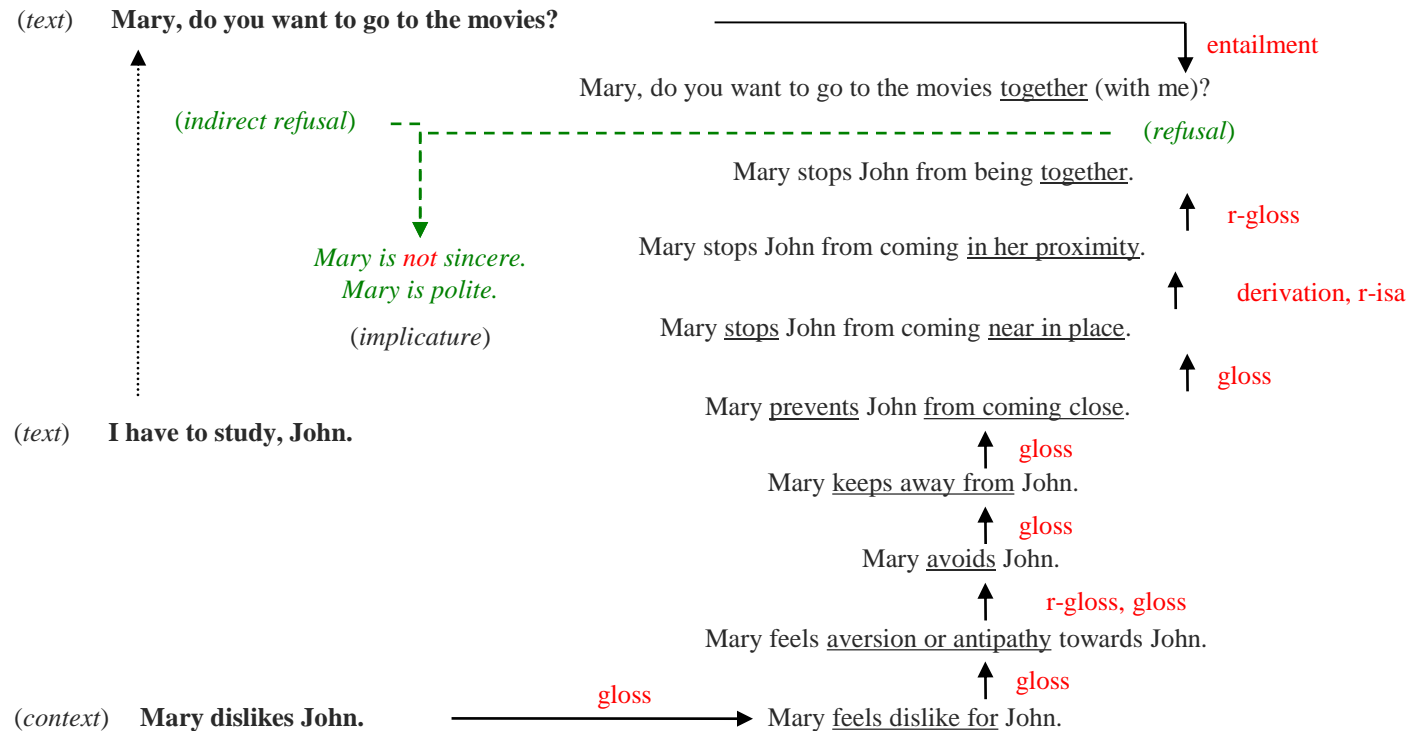 (text) Mary, do you want to go to the movies?
entailment
Mary, do you want to go to the movies together (with me)?
(indirect refusal)
(refusal)
Mary stops John from being together.
r-gloss
Mary stops John from coming in her proximity.
Mary is not sincere.
Mary is polite.
derivation, r-isa
Mary stops John from coming near in place.
(implicature)
gloss
Mary prevents John from coming close.
(text) I have to study, John.
gloss
Mary keeps away from John.
gloss
Mary avoids John.
r-gloss, gloss
Mary feels aversion or antipathy towards John.
gloss
gloss
(context) Mary dislikes John.
Mary feels dislike for John.